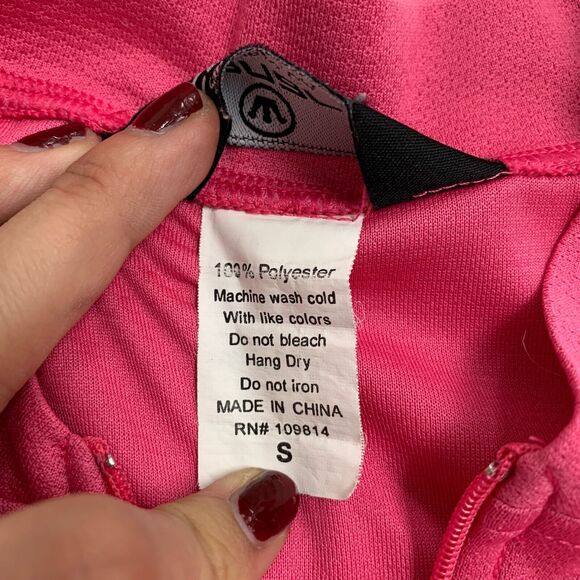 100% Polyester
Machine wash cold
With like colors
Do not bleach
Hang Dry
Do not iron
MADE IN CHINA
RN# 109814
S